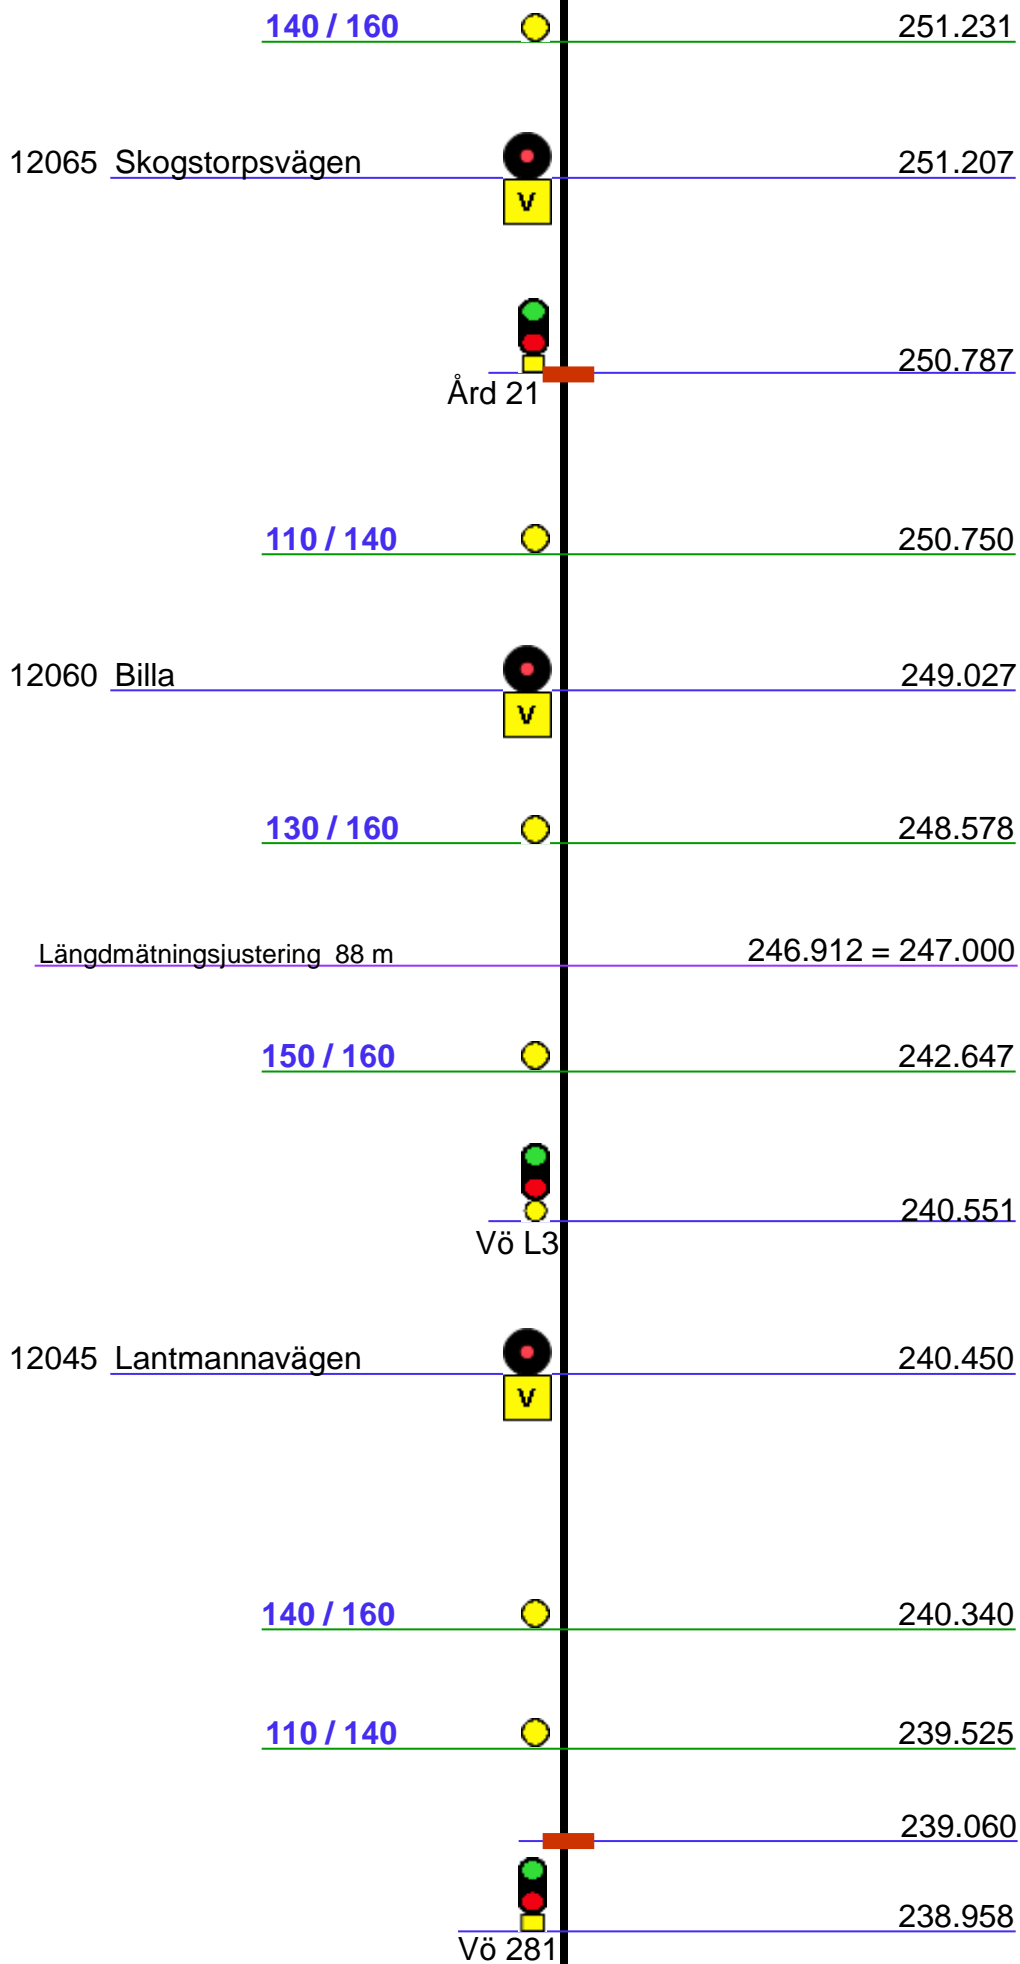 140 / 160 251.231
12065 Skogstorpsvägen 251.207
V
250.787
Ård 21
110 / 140 250.750
12060 Billa 249.027
V
130 / 160 248.578
Längdmätningsjustering 88 m 246.912 = 247.000
150 / 160 242.647
240.551
Vö L3
12045 Lantmannavägen 240.450
V
140 / 160 240.340
110 / 140 239.525
239.060
238.958
Vö 281